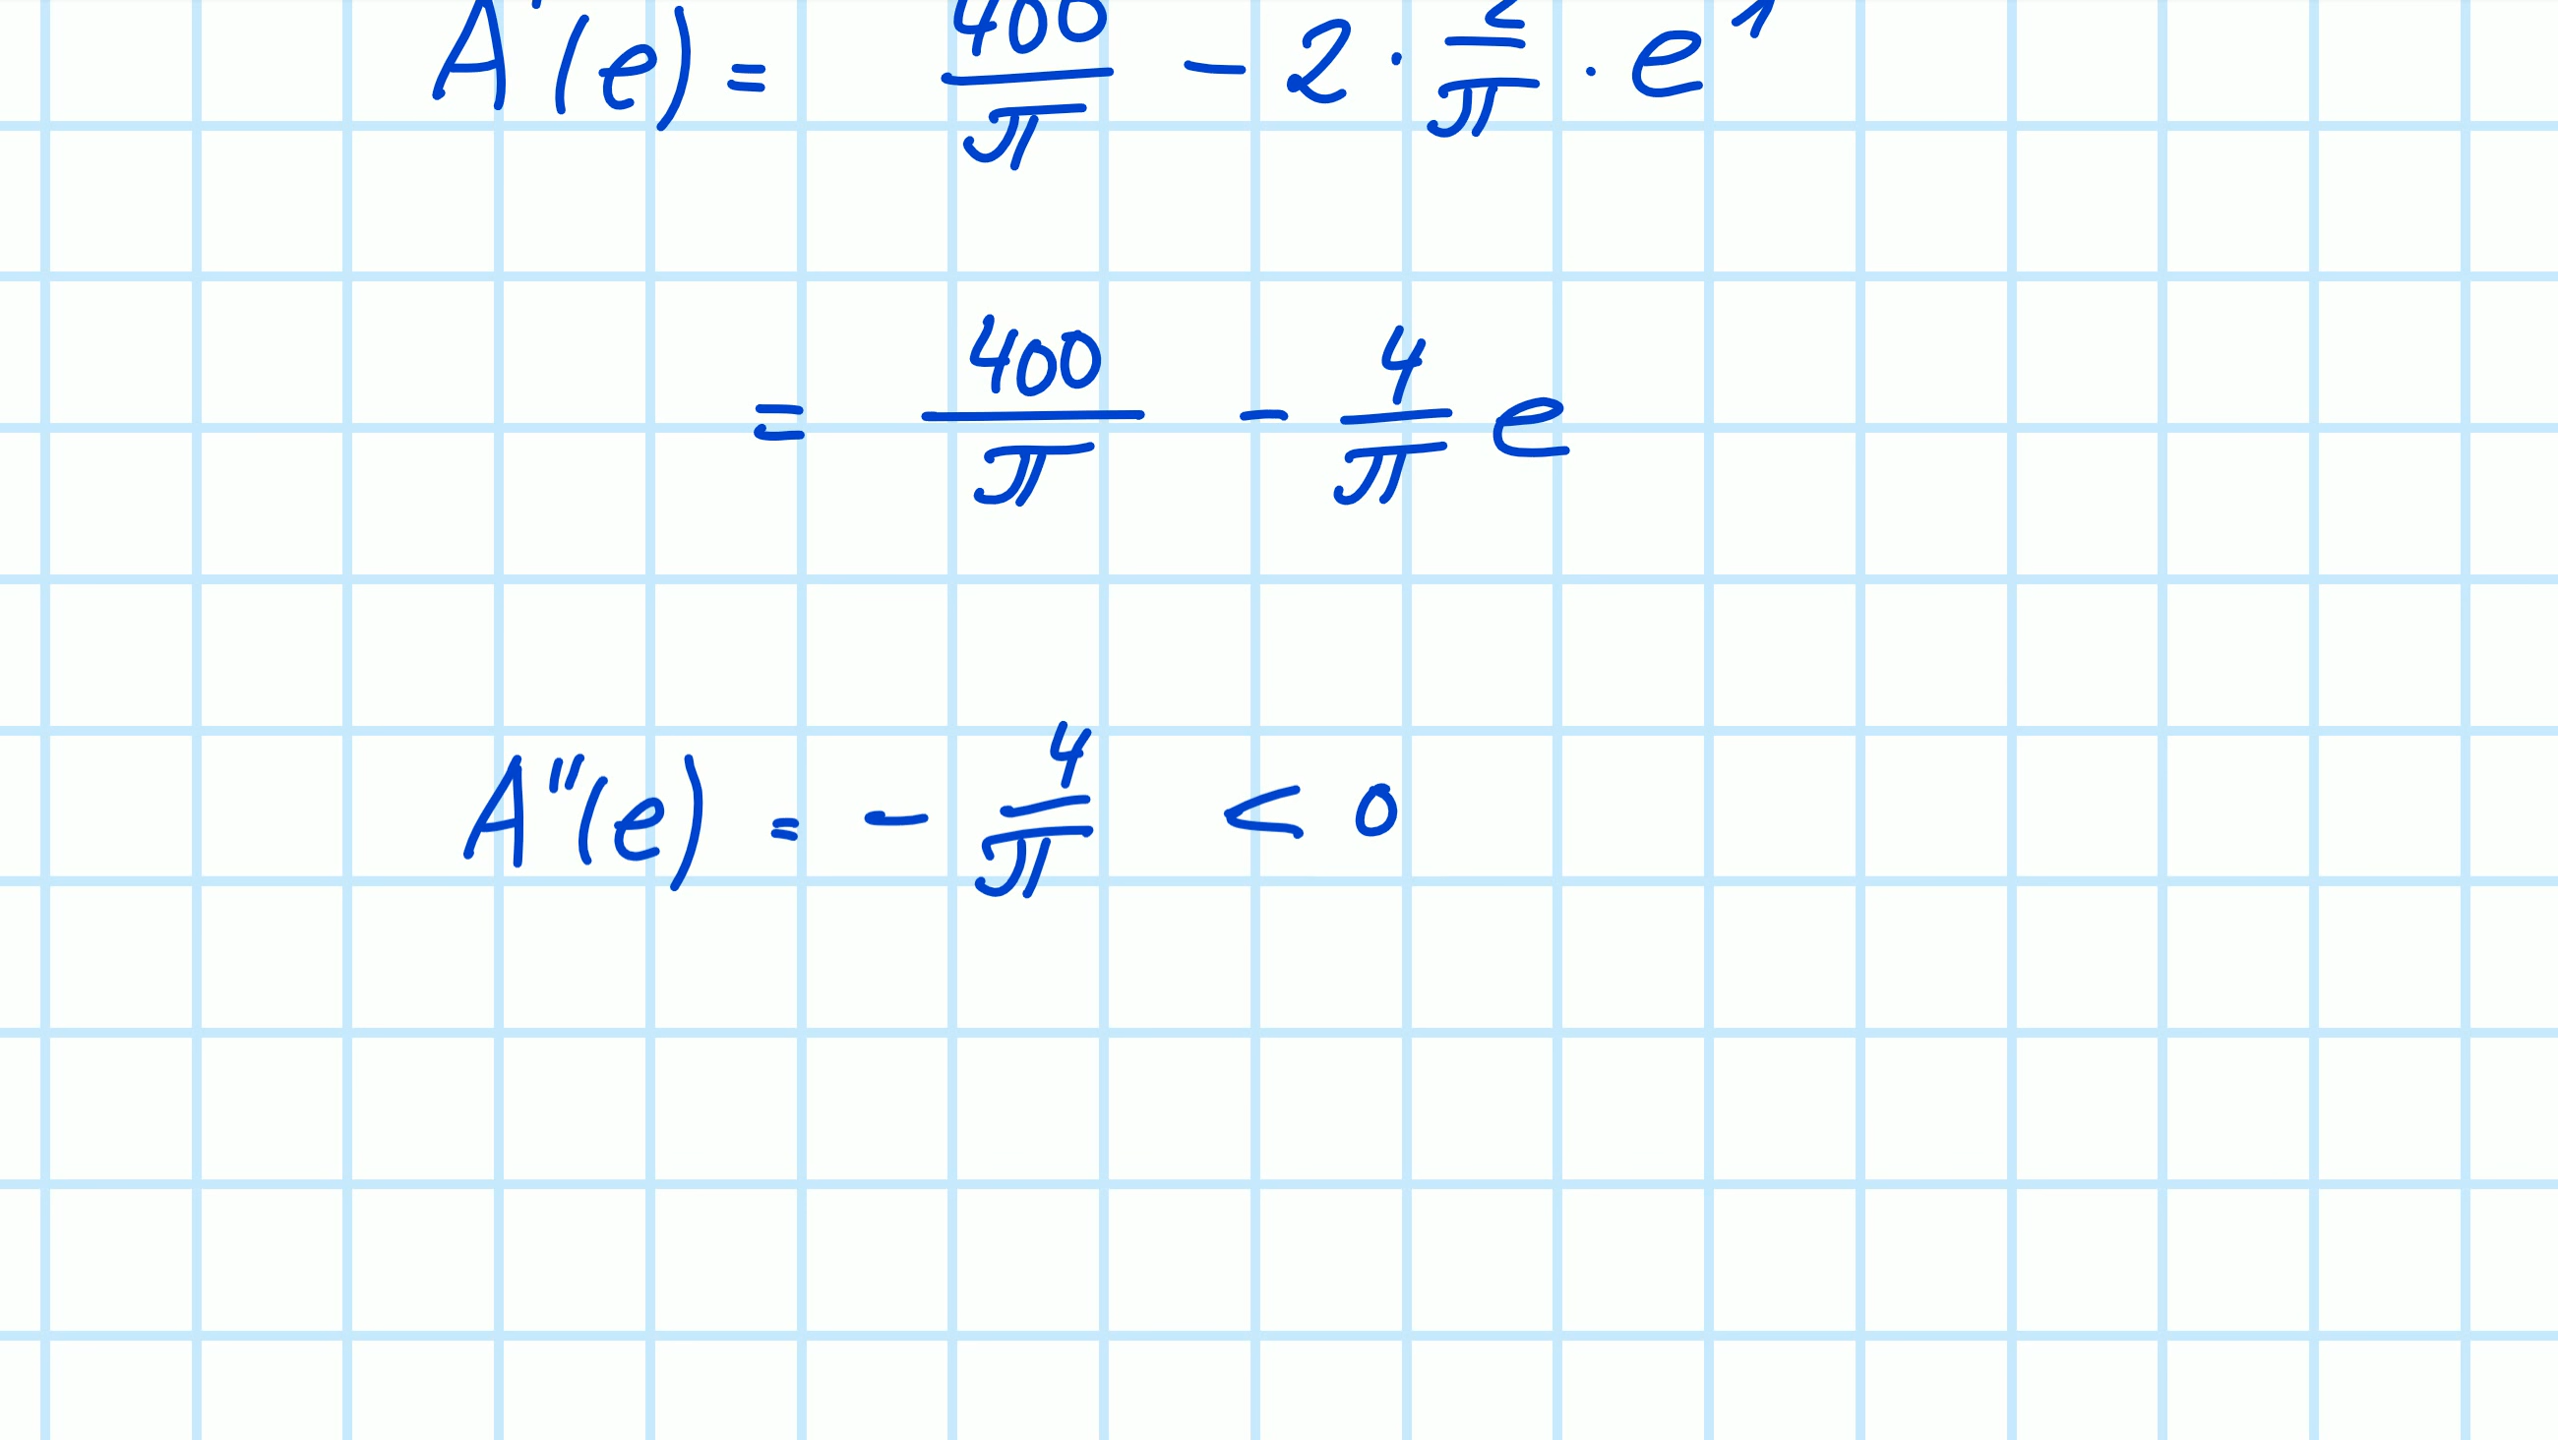 A'(e) = 400/π - 2 · 2/π · e¹
= 400/π - 4/π e
A''(e) = - 4/π < 0